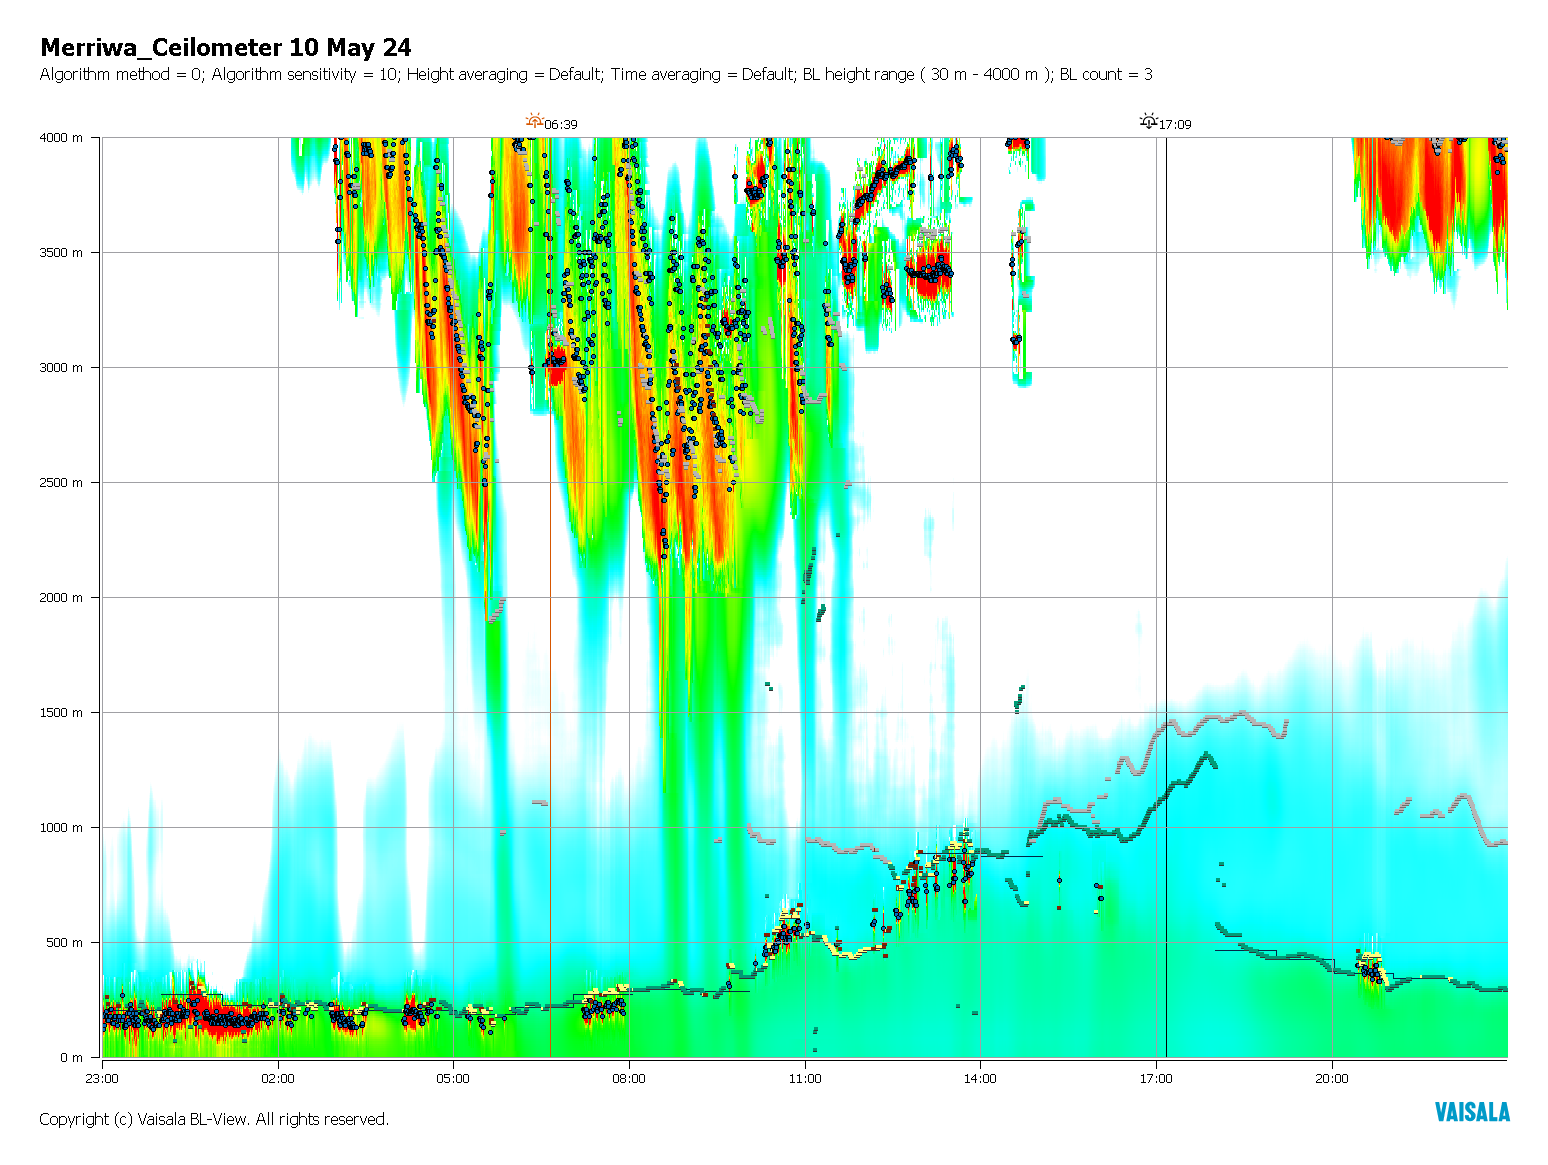 Merriwa_Ceilometer 10 May 24
Algorithm method = 0; Algorithm sensitivity = 10; Height averaging = Default; Time averaging = Default; BL height range ( 30 m - 4000 m ); BL count = 3
06:39
17:09
4000 m
3500 m
3000 m
2500 m
2000 m
1500 m
1000 m
500 m
0 m
23:00
02:00
05:00
08:00
11:00
14:00
17:00
20:00
Copyright (c) Vaisala BL-View. All rights reserved.
VAISALA